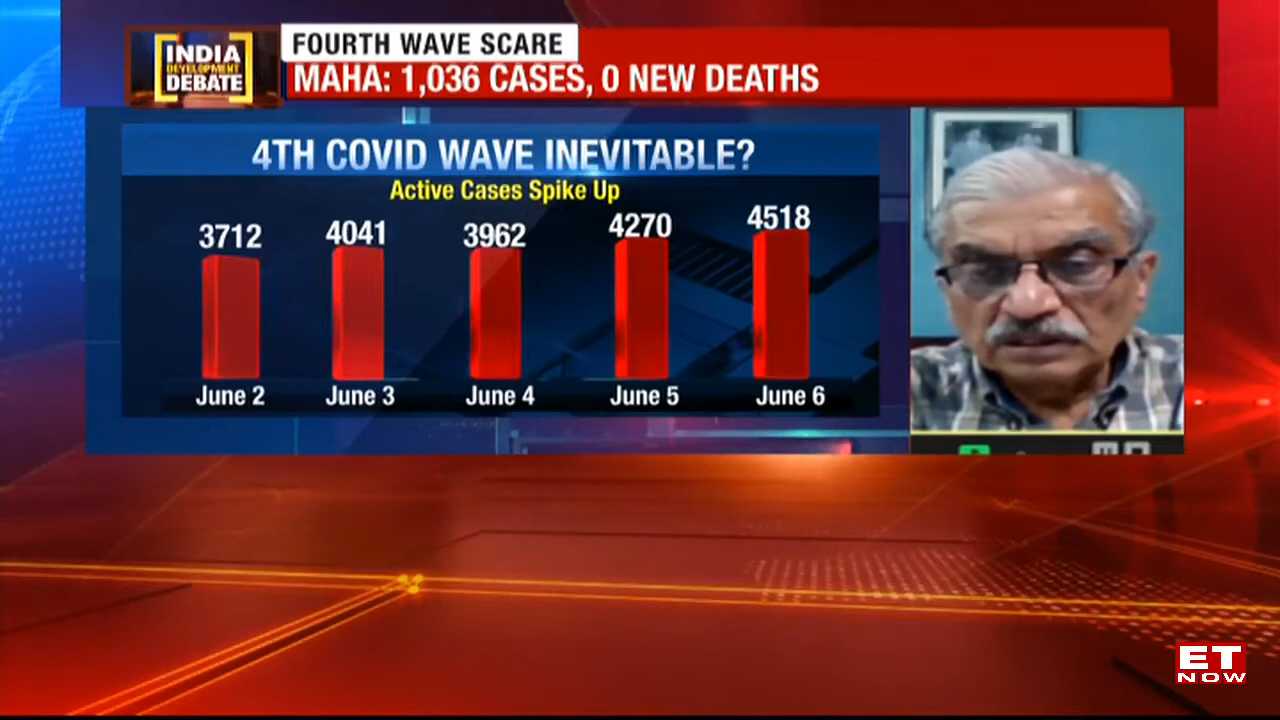 INDIA
DEVELOPMENT
DEBATE
FOURTH WAVE SCARE
MAHA: 1,036 CASES, 0 NEW DEATHS
4TH COVID WAVE INEVITABLE?
Active Cases Spike Up
3712 4041 3962 4270 4518
June 2 June 3 June 4 June 5 June 6
ET
NOW